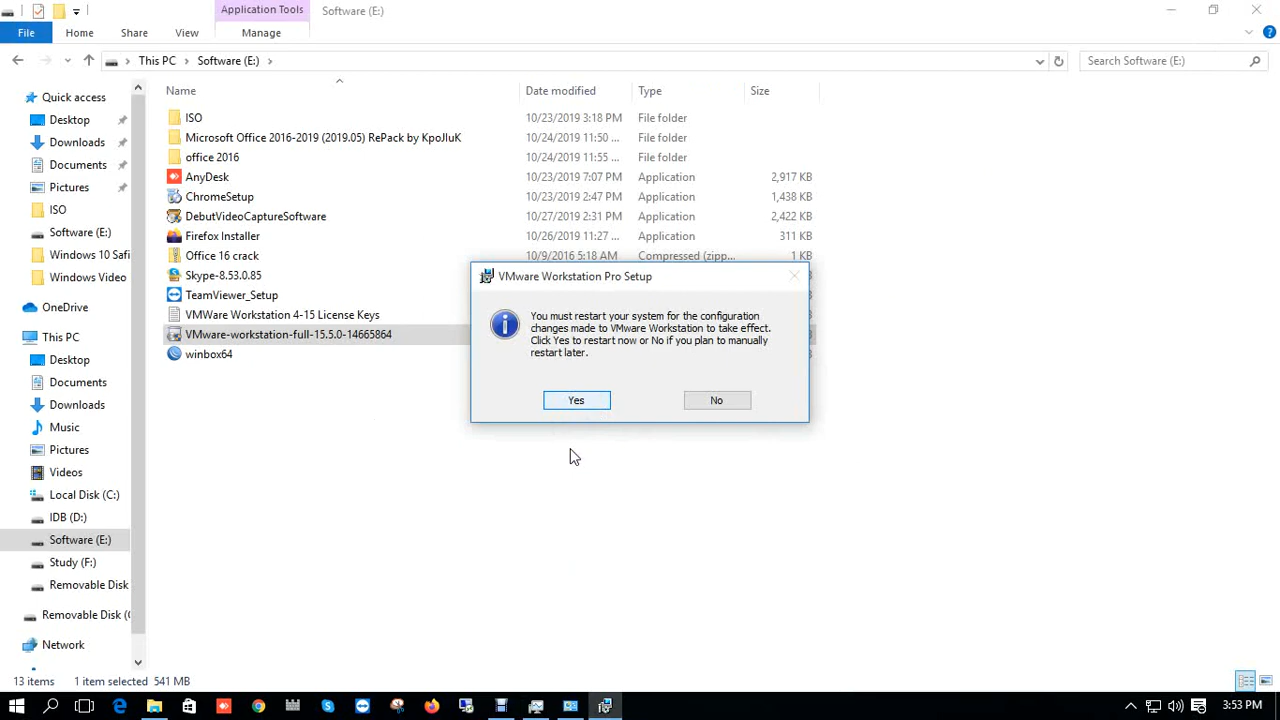 Application Tools
Software (E:)
File
Home
Share
View
Manage
This PC
Software (E:)
Search Software (E:)
Name
Date modified
Type
Size
Quick access
Desktop
Downloads
Documents
Pictures
ISO
Software (E:)
Windows 10 Safi
Windows Video
OneDrive
This PC
Desktop
Documents
Downloads
Music
Pictures
Videos
Local Disk (C:)
IDB (D:)
Software (E:)
Study (F:)
Removable Disk
Removable Disk (
Network
ISO 10/23/2019 3:18 PM File folder
Microsoft Office 2016-2019 (2019.05) RePack by KpoJIuK 10/24/2019 11:50 ... File folder
office 2016 10/24/2019 11:55 ... File folder
AnyDesk 10/23/2019 7:07 PM Application 2,917 KB
ChromeSetup 10/23/2019 2:47 PM Application 1,438 KB
DebutVideoCaptureSoftware 10/27/2019 2:31 PM Application 2,422 KB
Firefox Installer 10/26/2019 11:27 ... Application 311 KB
Office 16 crack 10/9/2016 5:18 AM Compressed (zipp... 1 KB
Skype-8.53.0.85
TeamViewer_Setup
VMWare Workstation 4-15 License Keys
VMware-workstation-full-15.5.0-14665864
winbox64
VMware Workstation Pro Setup
You must restart your system for the configuration
changes made to VMware Workstation to take effect.
Click Yes to restart now or No if you plan to manually
restart later.
Yes
No
13 items
1 item selected 541 MB
3:53 PM